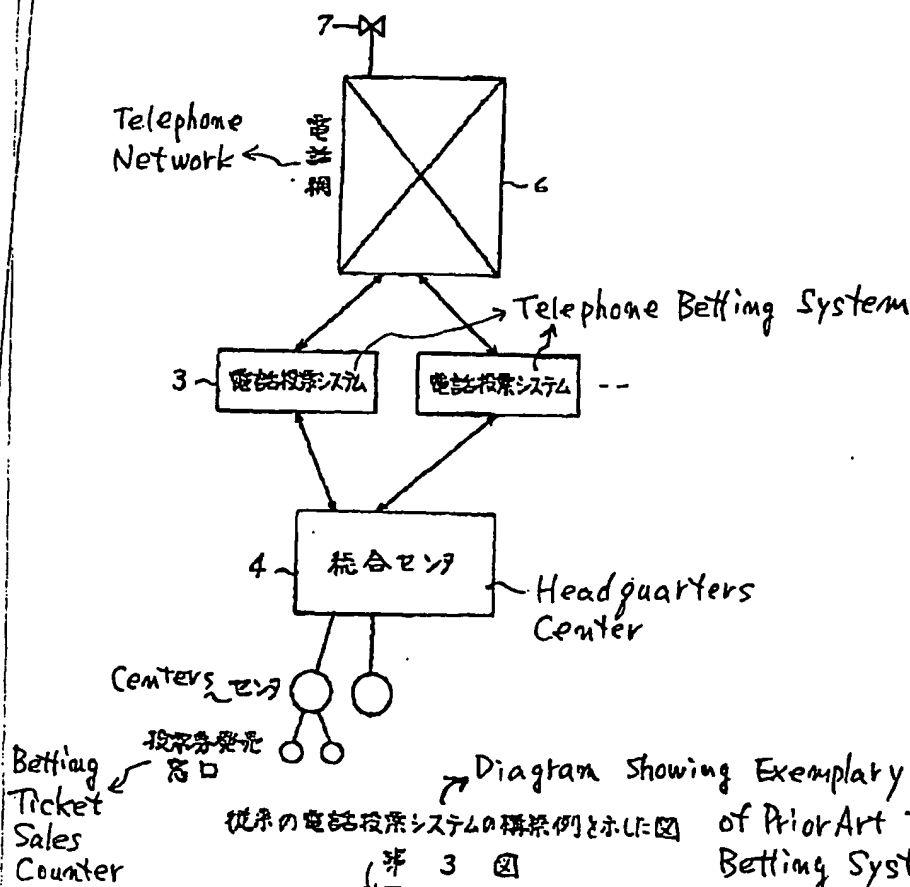 7
Telephone
Network
電話網
6
Telephone Betting System
3
電話投票システム
電話投票システム
--
4
総合センタ
Headquarters
Center
Centers
センタ
投票券発売
窓口
Betting
Ticket
Sales
Counter
Diagram Showing Exemplary
従来の電話投票システムの構築例を示した図
of Prior Art
Betting Syst
第 3 図